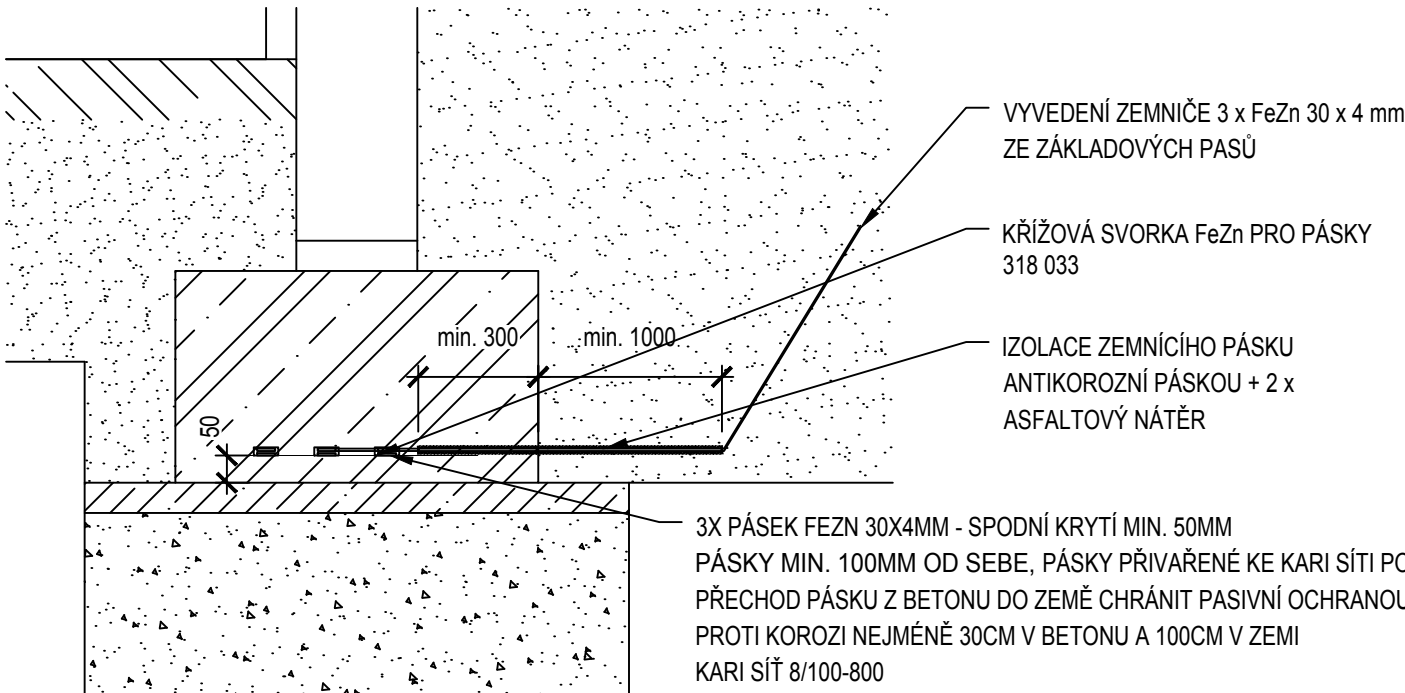 VYVEDENÍ ZEMNIČE 3 x FeZn 30 x 4 mm
ZE ZÁKLADOVÝCH PASŮ
KŘÍŽOVÁ SVORKA FeZn PRO PÁSKY
318 033
min. 300
min. 1000
IZOLACE ZEMNÍCÍHO PÁSKU
ANTIKOROZNÍ PÁSKOU + 2 x
ASFALTOVÝ NÁTĚR
50
3X PÁSEK FEZN 30X4MM - SPODNÍ KRYTÍ MIN. 50MM
PÁSKY MIN. 100MM OD SEBE, PÁSKY PŘIVAŘENÉ KE KARI SÍTI
PŘECHOD PÁSKU Z BETONU DO ZEMĚ CHRÁNIT PASIVNÍ OCHRANOU
PROTI KOROZI NEJMÉNĚ 30CM V BETONU A 100CM V ZEMI
KARI SÍŤ 8/100-800